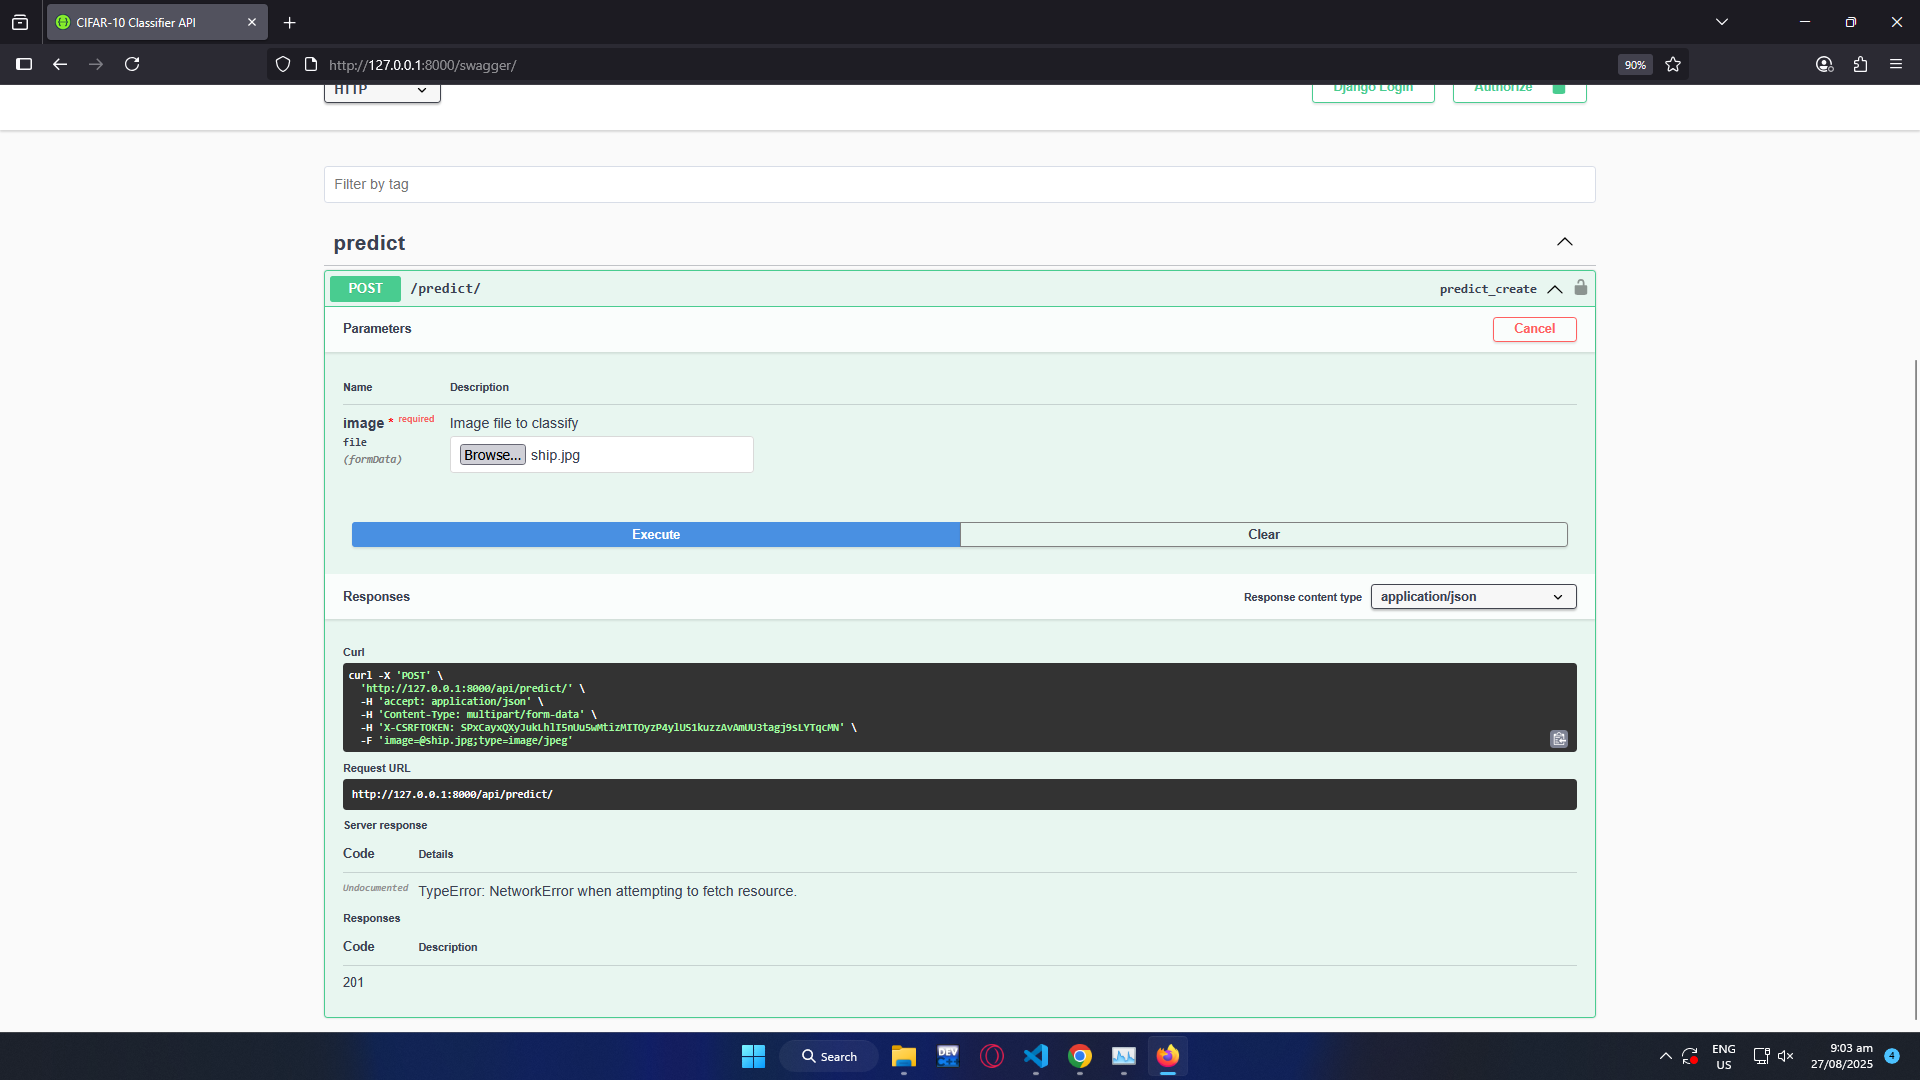 CIFAR-10 Classifier API
http://127.0.0.1:8000/swagger/
90%
HTTP
Django Login
Authorize
Filter by tag
predict
POST /predict/ predict_create
Parameters
Cancel
Name Description
image * required
file
(formData)
Image file to classify
Browse... ship.jpg
Execute
Clear
Responses
Response content type application/json
Curl
curl -X 'POST' \
'http://127.0.0.1:8000/api/predict/' \
-H 'accept: application/json' \
-H 'Content-Type: multipart/form-data' \
-H 'X-CSRFTOKEN: SPxCayxQXyJukLhlI5nUu5wMtizMITOyzP4ylUS1kuzzAvAmUU3tagj9sLYTqcMN' \
-F 'image=@ship.jpg;type=image/jpeg'
Request URL
http://127.0.0.1:8000/api/predict/
Server response
Code Details
Undocumented TypeError: NetworkError when attempting to fetch resource.
Responses
Code Description
201
Search
DEV
ENG
US
9:03 am
27/08/2025
4